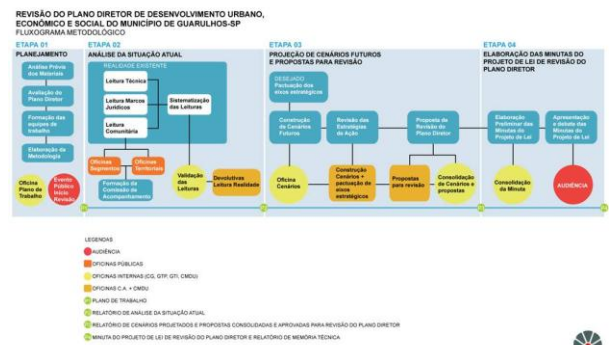 REVISÃO DO PLANO DIRETOR DE DESENVOLVIMENTO URBANO,
ECONÔMICO E SOCIAL DO MUNICÍPIO DE GUARULHOS-SP
FLUXOGRAMA METODOLÓGICO
ETAPA 01
PLANEJAMENTO
Análise Prévia
dos Materiais
Avaliação do
Plano Diretor
Formação das
equipes de
trabalho
Elaboração da
Metodologia
Oficina
Plano de
Trabalho
Evento
Público
Início
Revisão
ETAPA 02
ANÁLISE DA SITUAÇÃO ATUAL
REALIDADE EXISTENTE
Leitura Técnica
Leitura Marcos
Jurídicos
Leitura
Comunitária
Sistematização
das Leituras
Oficinas
Segmentos
Oficinas
Territoriais
Formação da
Comissão de
Acompanhamento
Validação
das
Leituras
Devolutivas
Leitura Realidade
ETAPA 03
PROJEÇÃO DE CENÁRIOS FUTUROS
E PROPOSTAS PARA REVISÃO
DESEJADO
Pactuação dos
eixos estratégicos
Construção
de Cenários
Futuros
Revisão das
Estratégias
de Ação
Proposta de
Revisão do
Plano Diretor
Oficina
Cenários
Construção
Cenários +
pactuação de
eixos
estratégicos
Propostas
para revisão
Consolidação
de Cenários e
propostas
ETAPA 04
ELABORAÇÃO DAS MINUTAS DO
PROJETO DE LEI DE REVISÃO DO
PLANO DIRETOR
Elaboração
Preliminar das
Minutas do
Projeto de Lei
Apresentação
e debate das
Minutas do
Projeto de Lei
Consolidação
da Minuta
AUDIÊNCIA
LEGENDAS
AUDIÊNCIA
OFICINAS PÚBLICAS
OFICINAS INTERNAS (CG, GTP, GTI, CMDU)
OFICINAS C.A. + CMDU
PLANO DE TRABALHO
RELATÓRIO DE ANÁLISE DA SITUAÇÃO ATUAL
RELATÓRIO DE CENÁRIOS PROJETADOS E PROPOSTAS CONSOLIDADAS E APROVADAS PARA REVISÃO DO PLANO DIRETOR
MINUTA DO PROJETO DE LEI DE REVISÃO DO PLANO DIRETOR E RELATÓRIO DE MEMÓRIA TÉCNICA